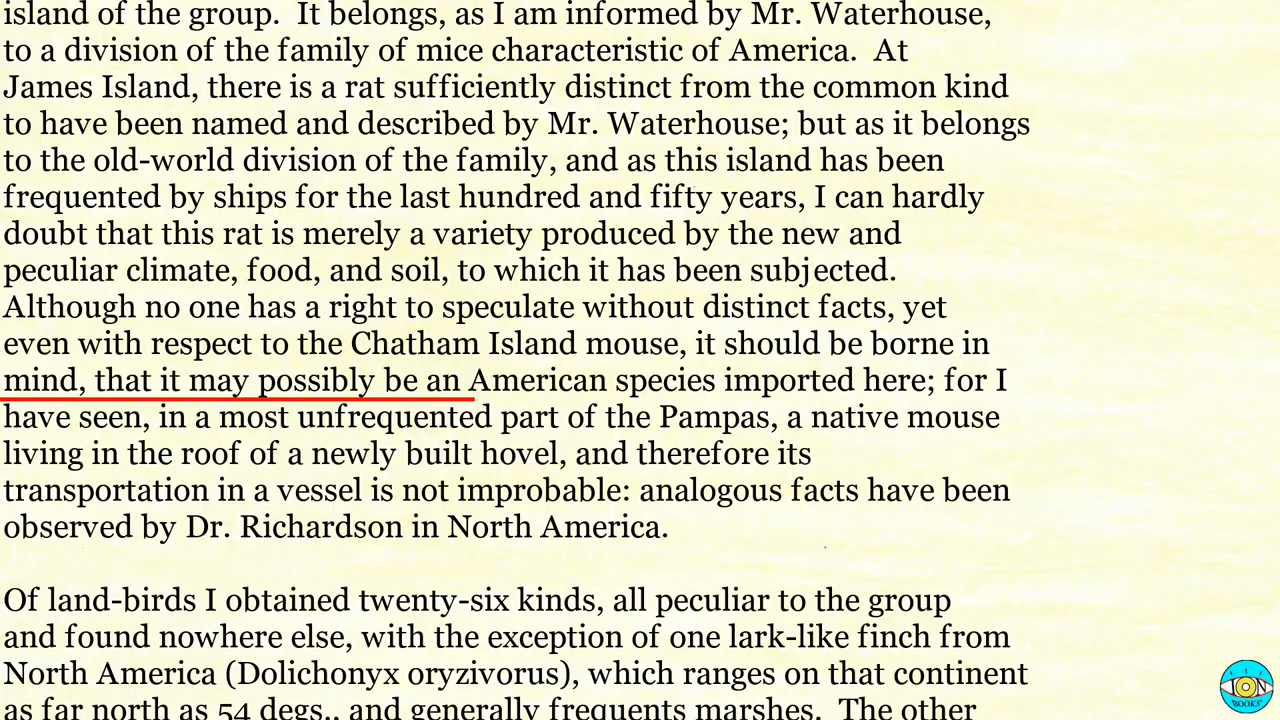 island of the group.  It belongs, as I am informed by Mr. Waterhouse,
to a division of the family of mice characteristic of America.  At
James Island, there is a rat sufficiently distinct from the common kind
to have been named and described by Mr. Waterhouse; but as it belongs
to the old-world division of the family, and as this island has been
frequented by ships for the last hundred and fifty years, I can hardly
doubt that this rat is merely a variety produced by the new and
peculiar climate, food, and soil, to which it has been subjected.
Although no one has a right to speculate without distinct facts, yet
even with respect to the Chatham Island mouse, it should be borne in
mind, that it may possibly be an American species imported here; for I
have seen, in a most unfrequented part of the Pampas, a native mouse
living in the roof of a newly built hovel, and therefore its
transportation in a vessel is not improbable: analogous facts have been
observed by Dr. Richardson in North America.
Of land-birds I obtained twenty-six kinds, all peculiar to the group
and found nowhere else, with the exception of one lark-like finch from
North America (Dolichonyx oryzivorus), which ranges on that continent
as far north as 54 degs., and generally frequents marshes.  The other
ION
BOOKS